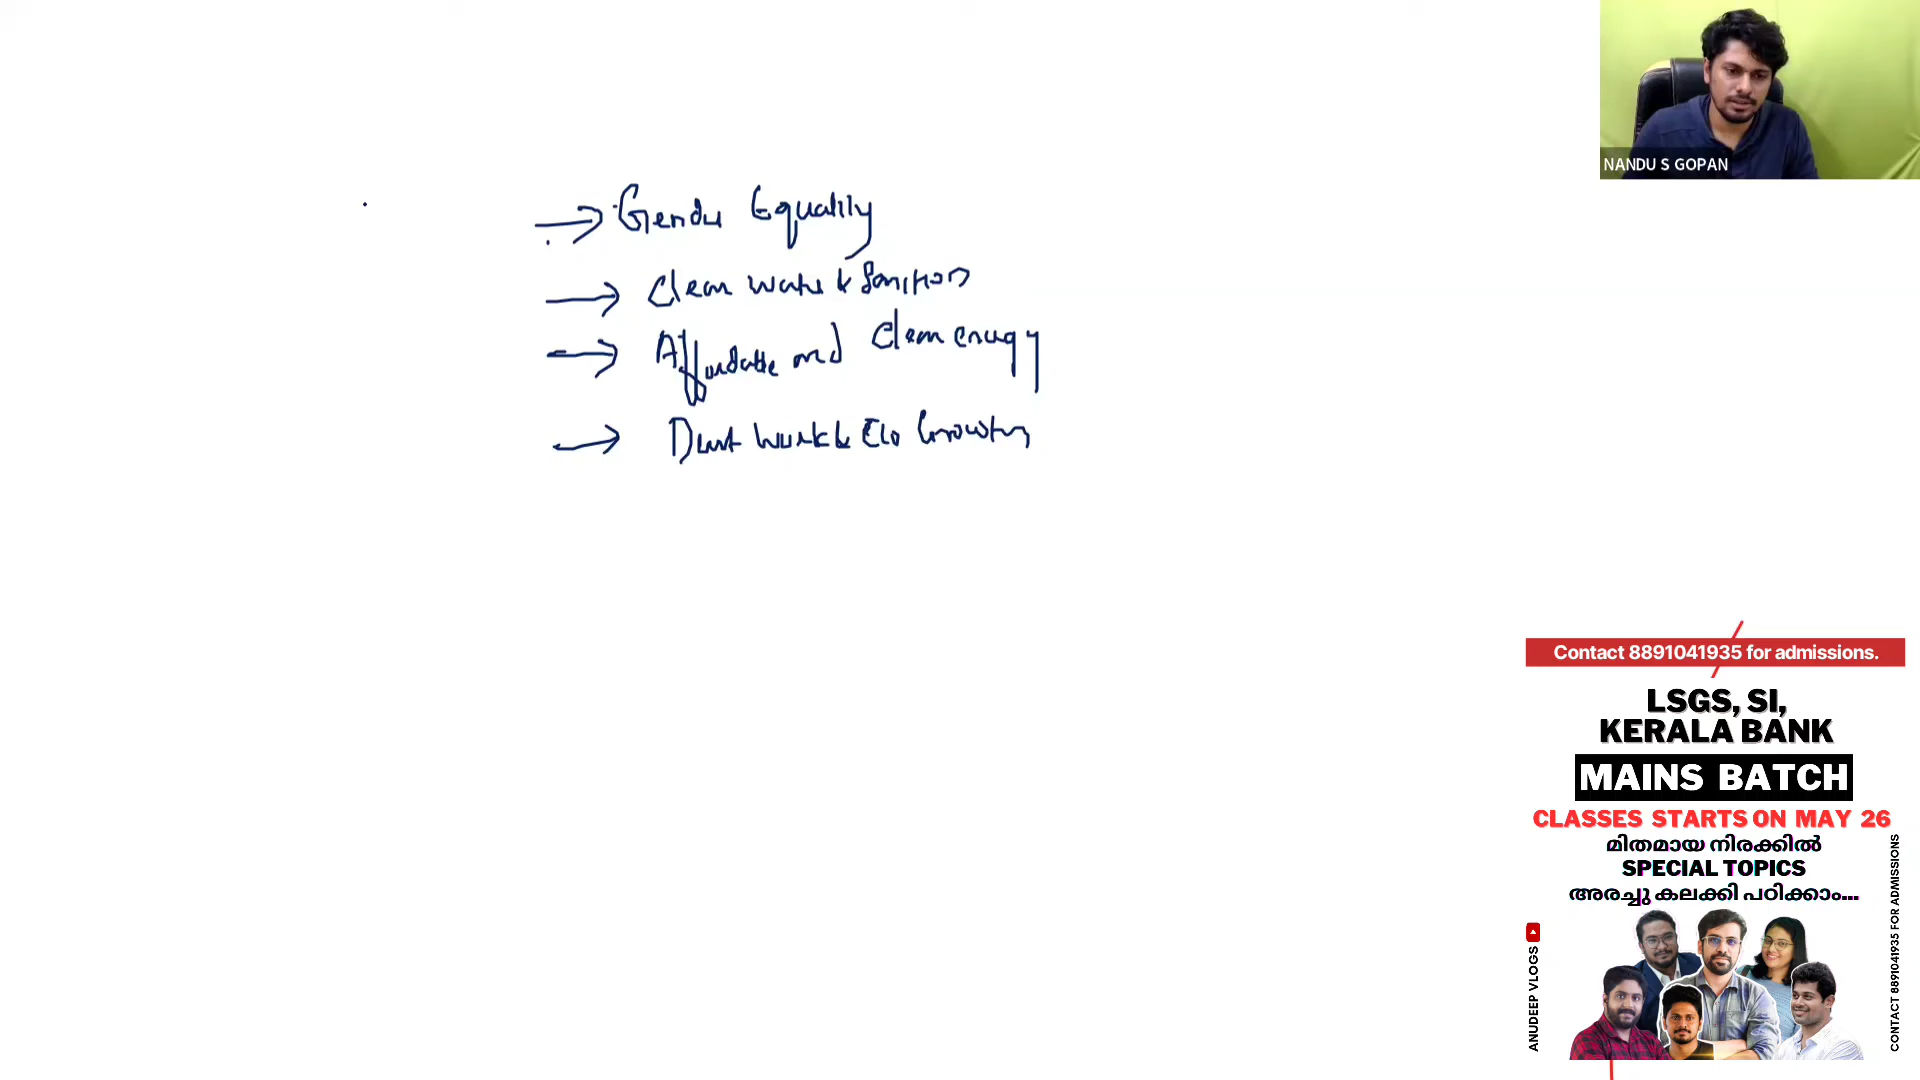 NANDU S GOPAN
→ Gender Equality
→ Clean Water & Sanition
→ Affordable and Clean energy
→ Decent Work & Eco Growth
Contact 8891041935 for admissions.
LSGS, SI,
KERALA BANK
MAINS BATCH
CLASSES STARTS ON MAY 26
മിതമായ നിരക്കിൽ
SPECIAL TOPICS
അരച്ചു കലക്കി പഠിക്കാം...
ANUDEEP VLOGS
CONTACT 8891041935 FOR ADMISSIONS